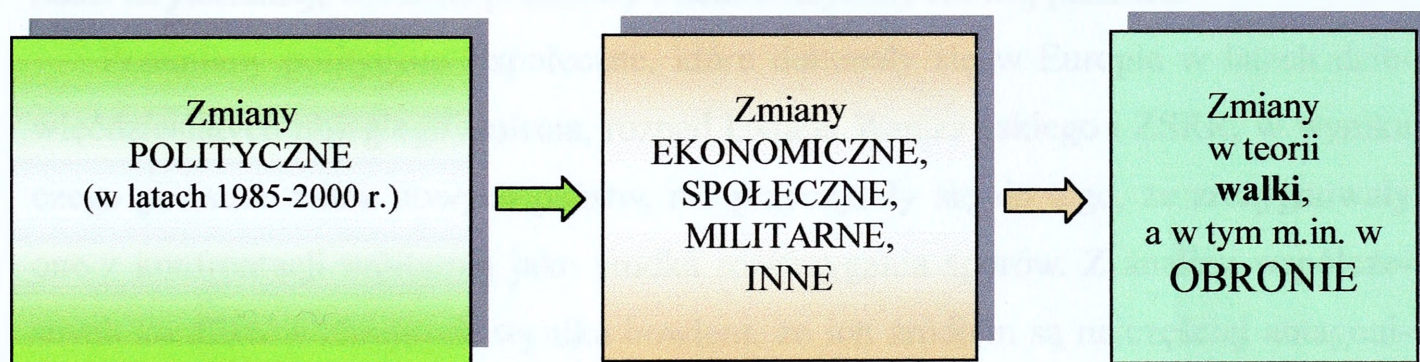 Zmiany
POLITYCZNE
(w latach 1985-2000 r.)
Zmiany
EKONOMICZNE,
SPOŁECZNE,
MILITARNE,
INNE
Zmiany
w teorii
walki,
a w tym m.in. w
OBRONIE